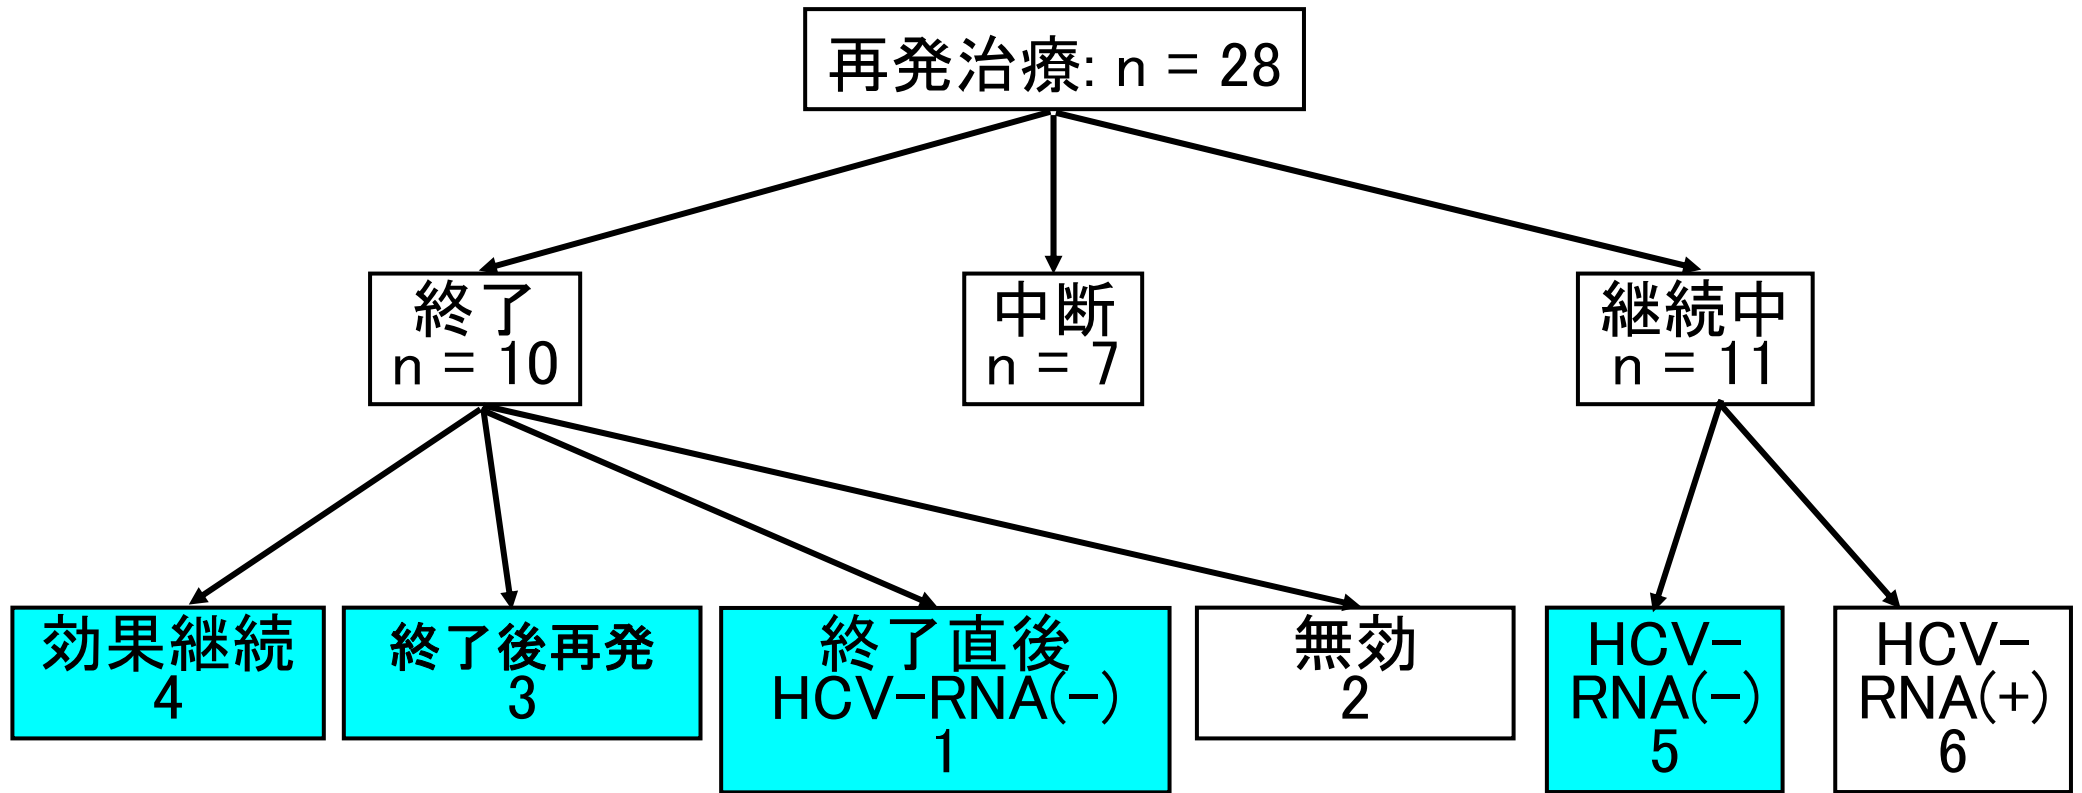 再発治療: n = 28
終了
n = 10
中断
n = 7
継続中
n = 11
効果継続
4
終了後再発
3
終了直後
HCV-RNA(-)
1
無効
2
HCV-
RNA(-)
5
HCV-
RNA(+)
6